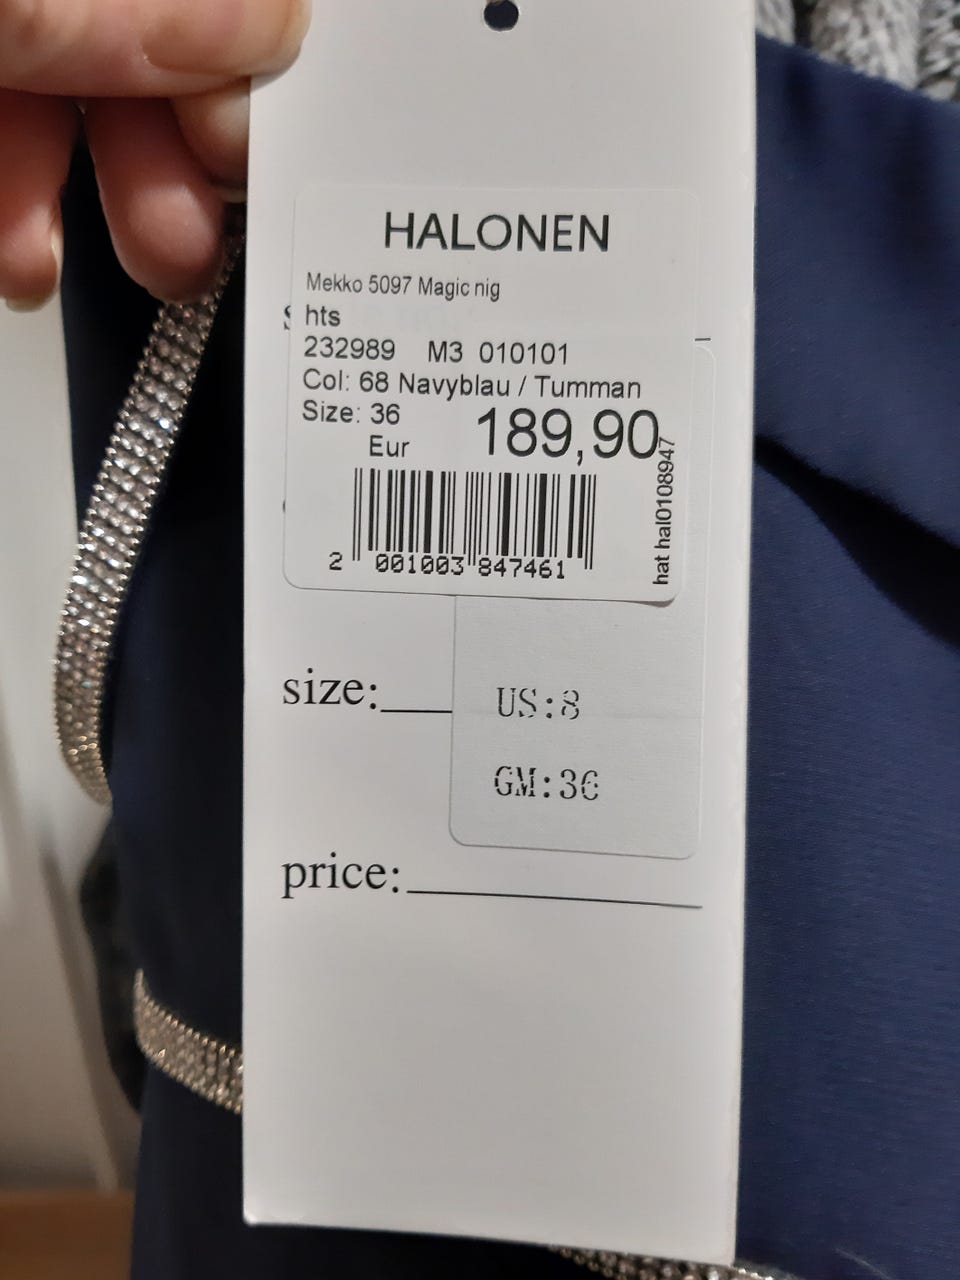 HALONEN
Mekko 5097 Magic nig
hts
232989 M3 010101
Col: 68 Navyblau / Tumman
Size: 36
Eur 189,90
hat hal0108947
2 001003 847461
size:
US:8
GM:36
price: